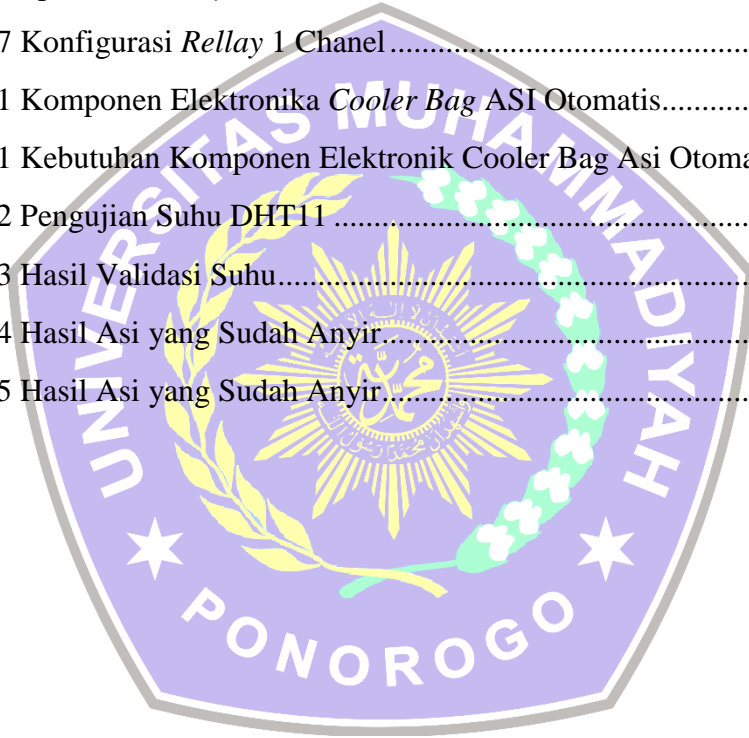 7 Konfigurasi Rellay 1 Chanel........................................
1 Komponen Elektronika Cooler Bag ASI Otomatis...........
1 Kebutuhan Komponen Elektronik Cooler Bag Asi Otoma
2 Pengujian Suhu DHT11 ................................................
3 Hasil Validasi Suhu.......................................................
4 Hasil Asi yang Sudah Anyir..........................................
5 Hasil Asi yang Sudah Anyir..........................................
UNIVERSITAS MUHAMMADIYAH
PONOROGO
محمد